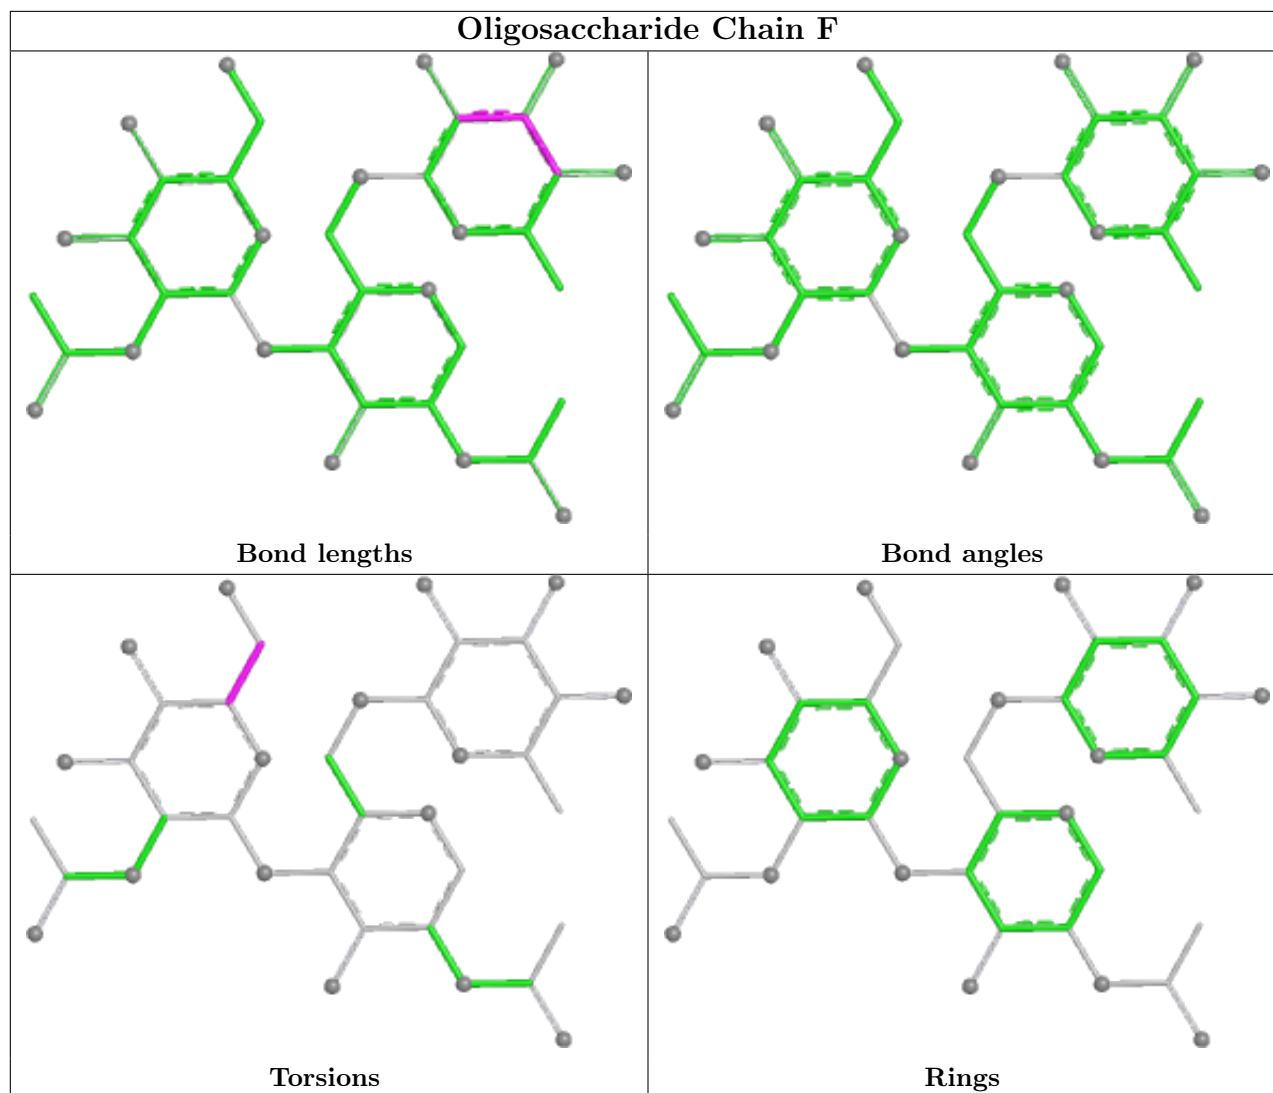 Oligosaccharide Chain F
Bond lengths
Bond angles
Torsions
Rings